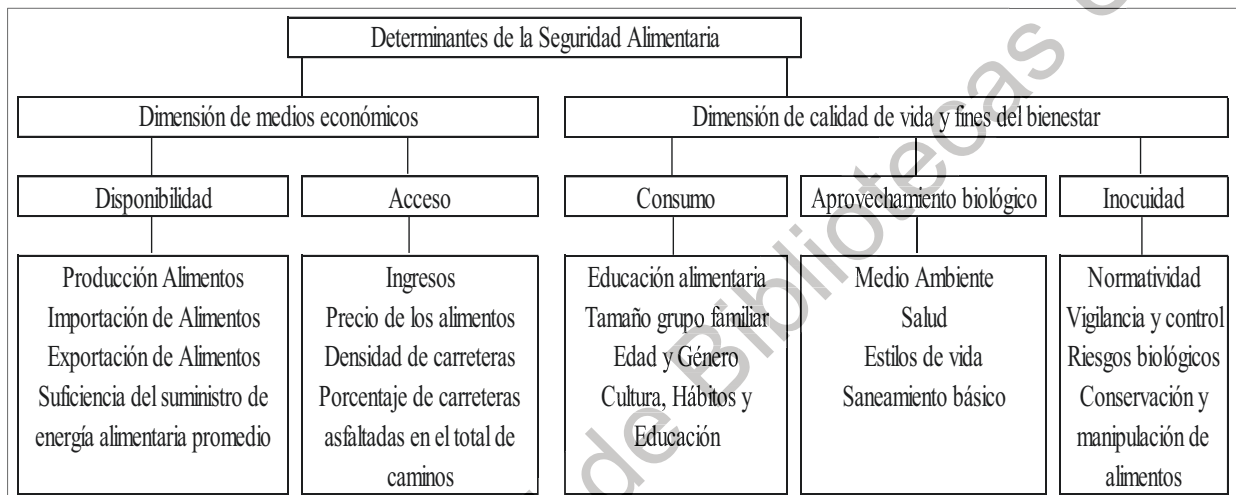 Determinantes de la Seguridad Alimentaria
Dimensión de medios económicos
Dimensión de calidad de vida y fines del bienestar
Disponibilidad
Acceso
Consumo
Aprovechamiento biológico
Inocuidad
Producción Alimentos
Importación de Alimentos
Exportación de Alimentos
Suficiencia del suministro de
energía alimentaria promedio
Ingresos
Precio de los alimentos
Densidad de carreteras
Porcentaje de carreteras
asfaltadas en el total de
caminos
Educación alimentaria
Tamaño grupo familiar
Edad y Género
Cultura, Hábitos y
Educación
Medio Ambiente
Salud
Estilos de vida
Saneamiento básico
Normatividad
Vigilancia y control
Riesgos biológicos
Conservación y
manipulación de
alimentos
de Bibliotecas